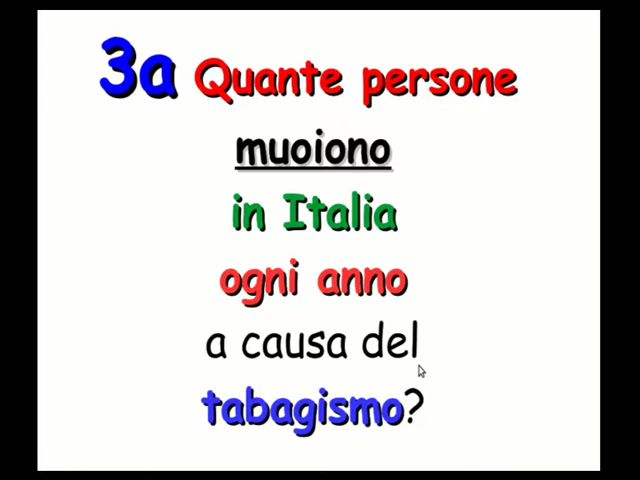 3a Quante persone
muoiono
in Italia
ogni anno
a causa del
tabagismo?